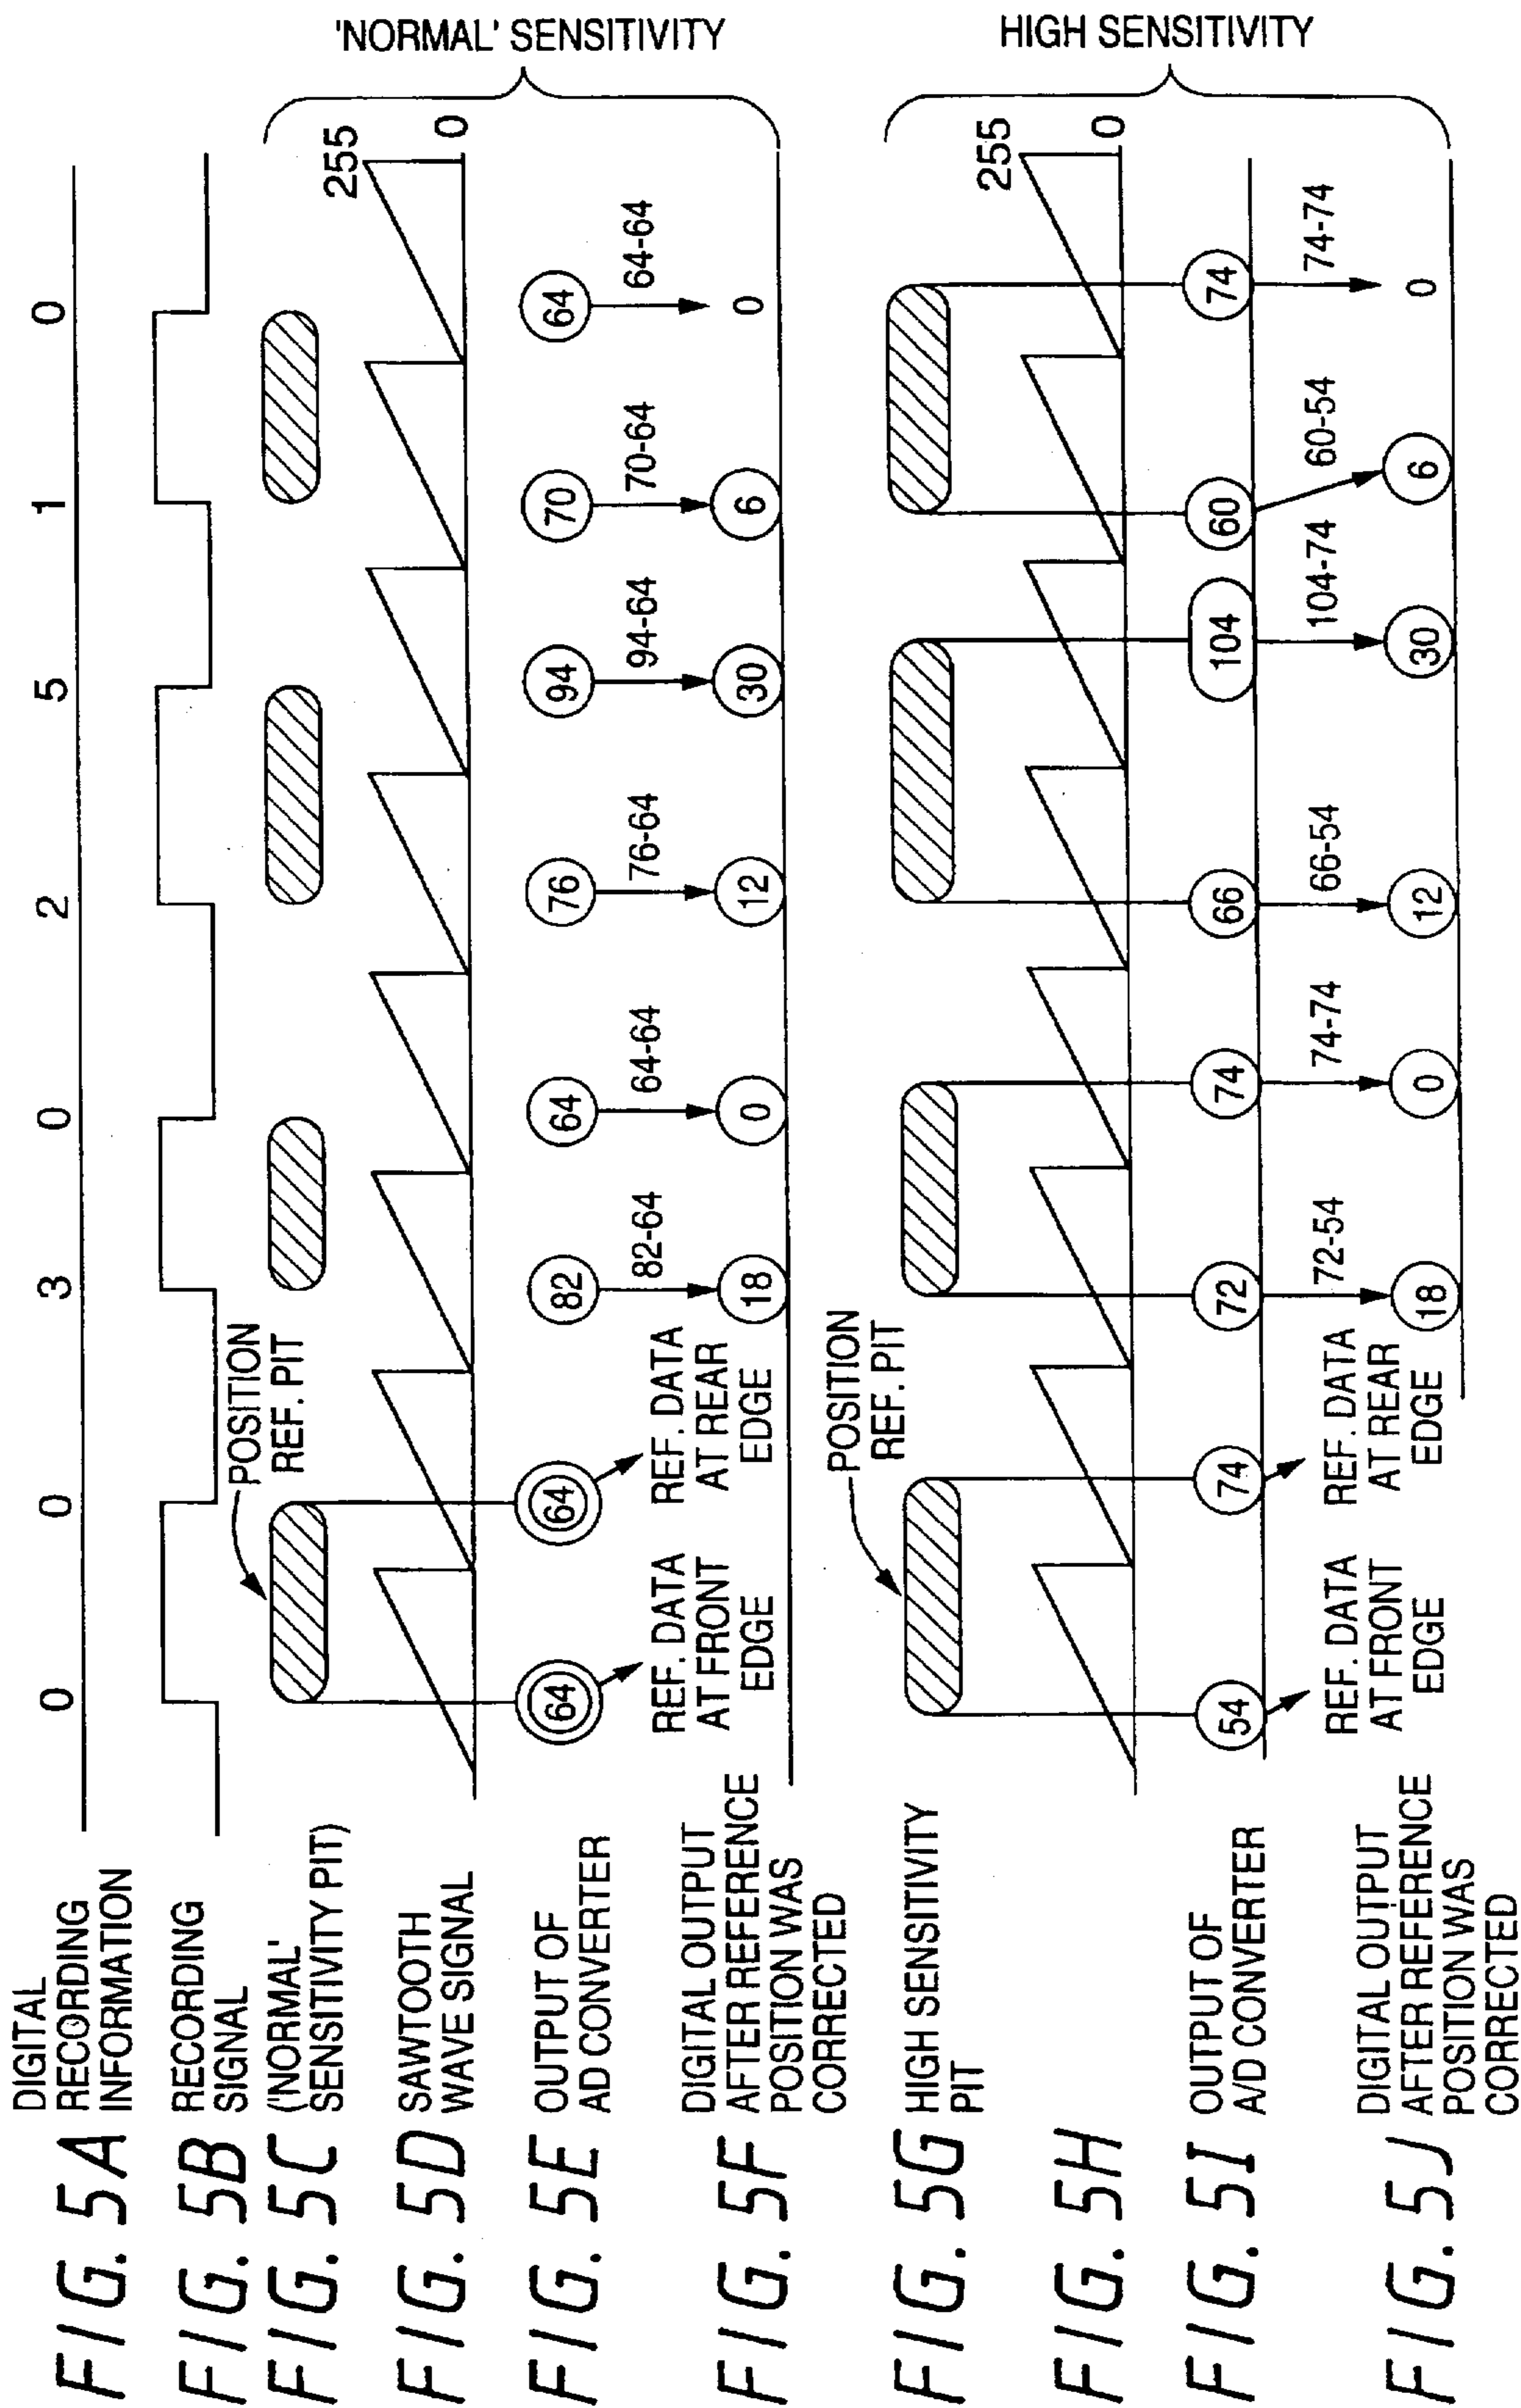 FIG. 5A
DIGITAL
RECORDING
INFORMATION
0 0 3 0 2 5 1 0
FIG. 5B
RECORDING
SIGNAL
FIG. 5C
('NORMAL'
SENSITIVITY PIT)
POSITION
REF. PIT
FIG. 5D
SAWTOOTH
WAVE SIGNAL
255
0
FIG. 5E
OUTPUT OF
AD CONVERTER
64 64 82 64 76 94 70 64
REF. DATA
AT FRONT
EDGE
REF. DATA
AT REAR
EDGE
82-64 64-64 76-64 94-64 70-64 64-64
FIG. 5F
DIGITAL OUTPUT
AFTER REFERENCE
POSITION WAS
CORRECTED
18 0 12 30 6 0
'NORMAL' SENSITIVITY
FIG. 5G
HIGH SENSITIVITY
PIT
POSITION
REF. PIT
FIG. 5H
255
0
FIG. 5I
OUTPUT OF
A/D CONVERTER
54 74 72 74 66 104 60 74
REF. DATA
AT FRONT
EDGE
REF. DATA
AT REAR
EDGE
72-54 74-74 66-54 104-74 60-54 74-74
FIG. 5J
DIGITAL OUTPUT
AFTER REFERENCE
POSITION WAS
CORRECTED
18 0 12 30 6 0
HIGH SENSITIVITY